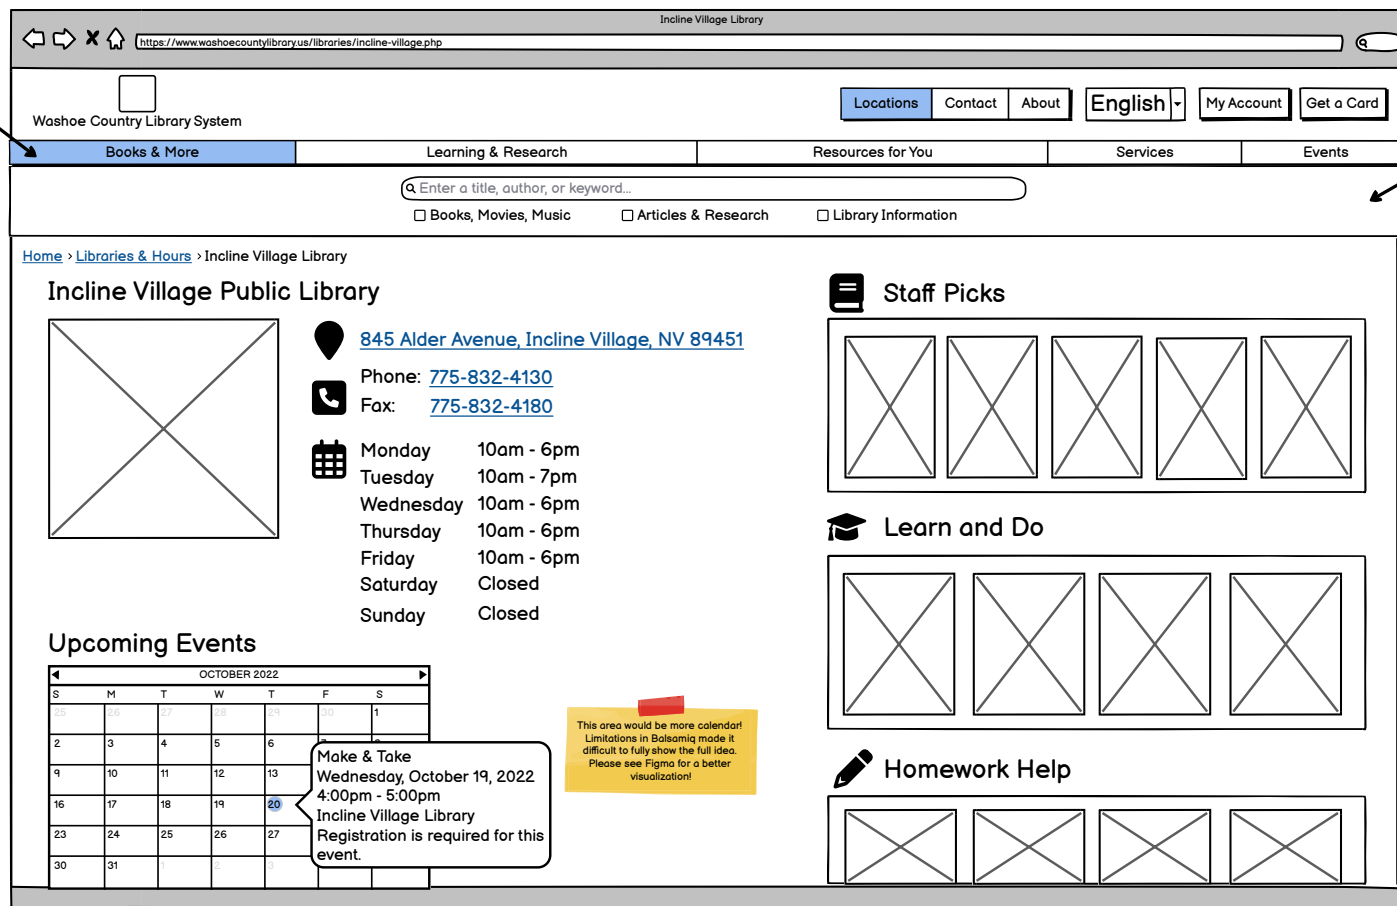 Incline Village Library
https://www.washoecountylibrary.us/libraries/incline-village.php
Washoe Country Library System
Locations Contact About English My Account Get a Card
Books & More Learning & Research Resources for You Services Events
Enter a title, author, or keyword...
Books, Movies, Music Articles & Research Library Information
Home > Libraries & Hours > Incline Village Library
Incline Village Public Library
845 Alder Avenue, Incline Village, NV 89451
Phone: 775-832-4130
Fax: 775-832-4180
Monday 10am - 6pm
Tuesday 10am - 7pm
Wednesday 10am - 6pm
Thursday 10am - 6pm
Friday 10am - 6pm
Saturday Closed
Sunday Closed
Upcoming Events
OCTOBER 2022
S M T W T F S
25 26 27 28 29 30 1
2 3 4 5 6
9 10 11 12 13
16 17 18 19 20
23 24 25 26 27
30 31 1 2 3
Make & Take
Wednesday, October 19, 2022
4:00pm - 5:00pm
Incline Village Library
Registration is required for this
event.
This area would be more calendar!
Limitations in Balsamiq made it
difficult to fully show the full idea.
Please see Figma for a better
visualization!
Staff Picks
Learn and Do
Homework Help